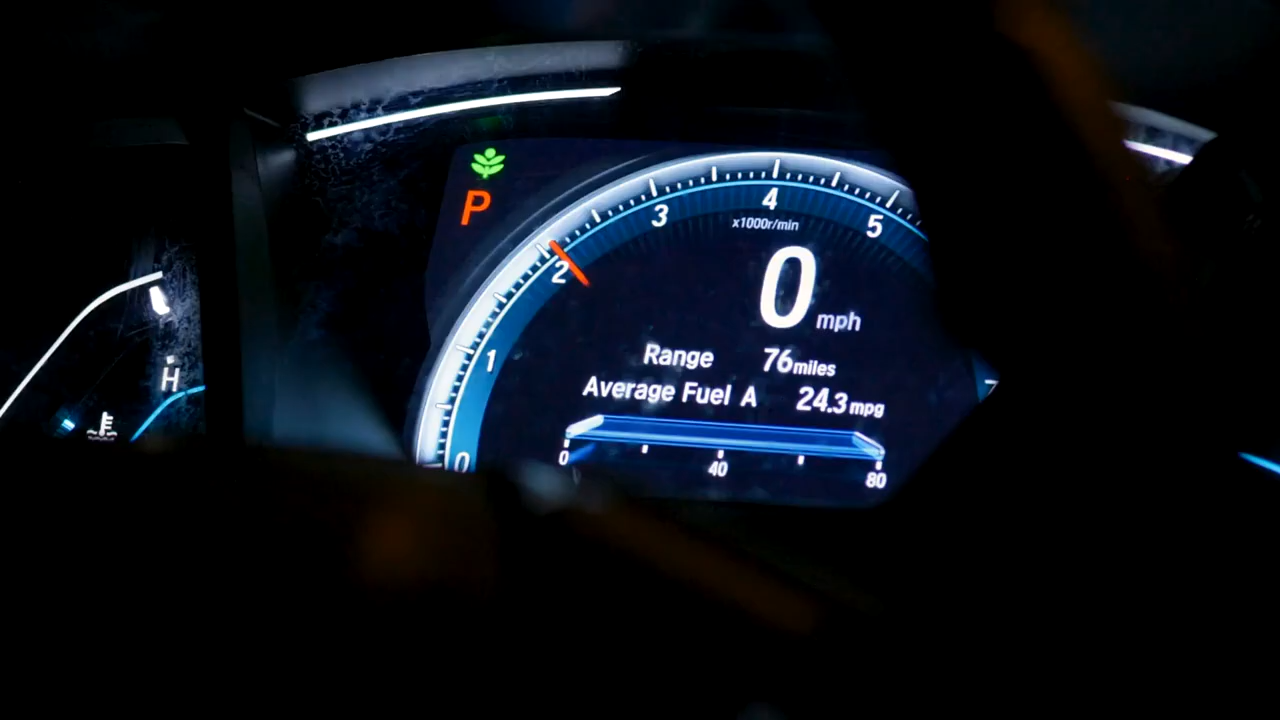 P
3 4 5
x1000r/min
2
0 mph
1
Range 76miles
H
Average Fuel A 24.3mpg
7
0
0 40 80